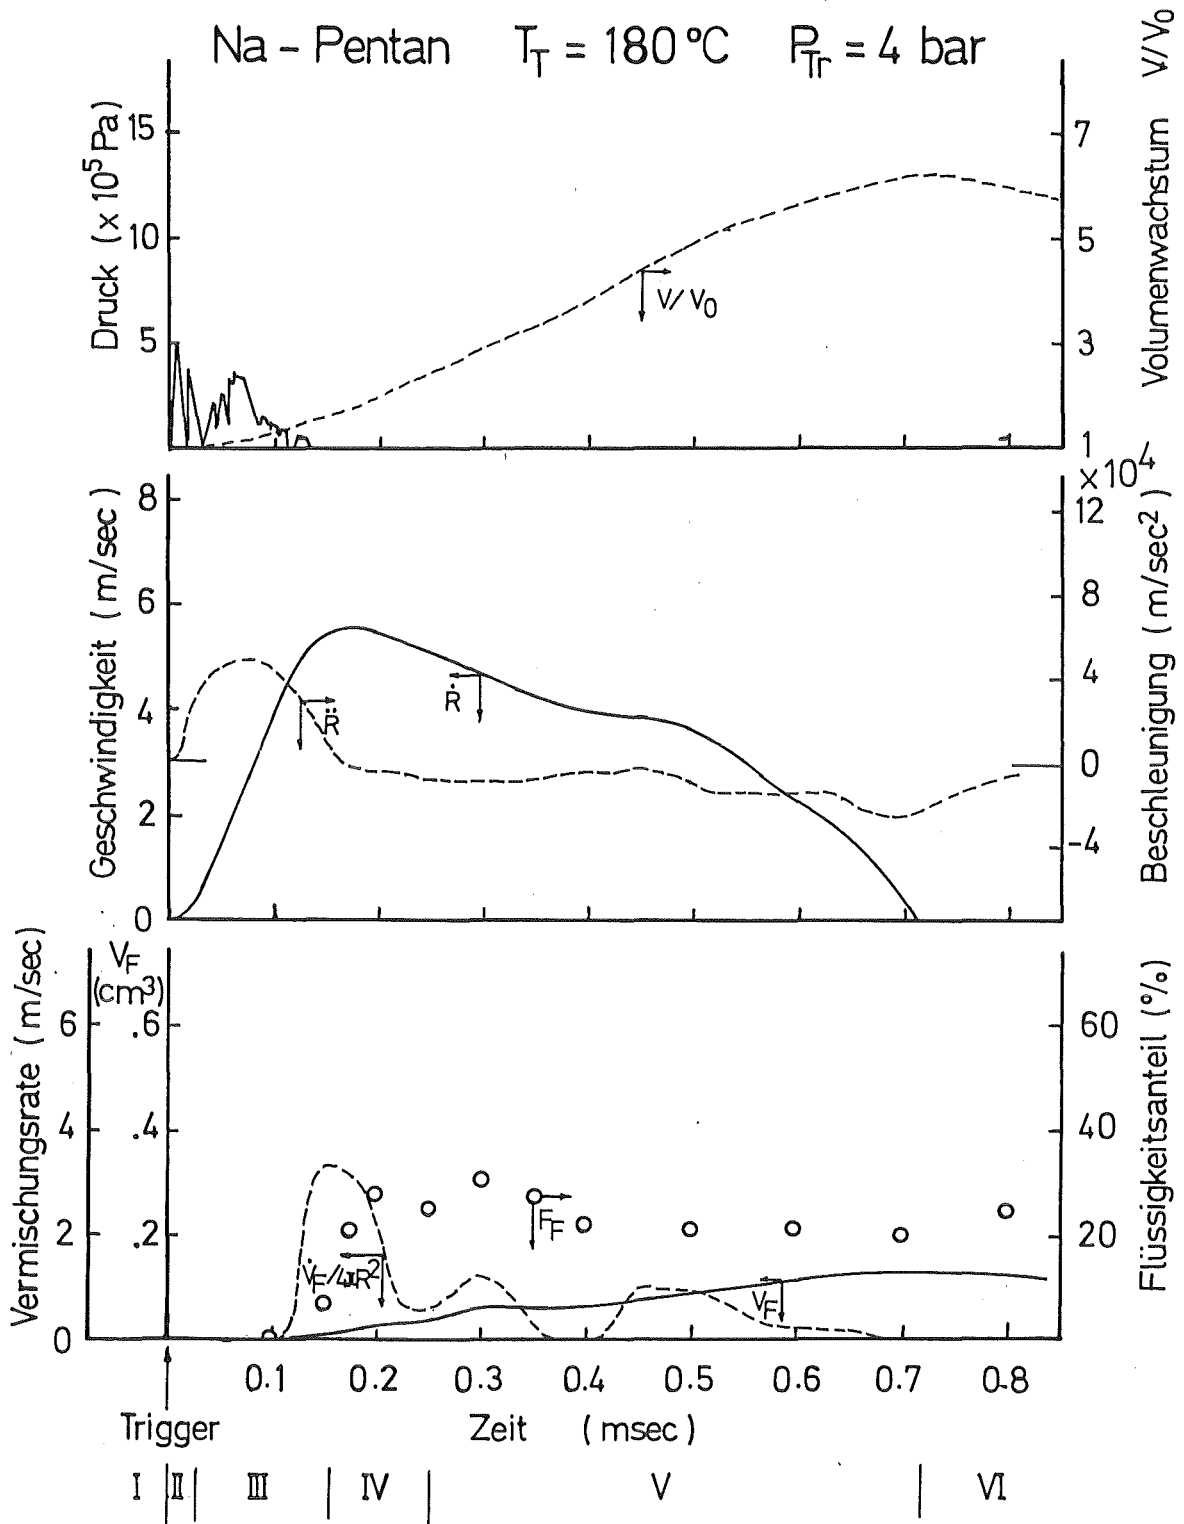 Na - Pentan T_T = 180 °C P_Tr = 4 bar
Druck (x 10^5 Pa)
15
10
5
Volumenwachstum V/V_0
7
5
3
1
V/V_0
Geschwindigkeit (m/sec)
8
6
4
2
0
Beschleunigung (m/sec^2)
x10^4
12
8
4
0
-4
R̈
Ṙ
Vermischungsrate (m/sec)
6
4
2
0
V_F
(cm^3)
.6
.4
.2
Flüssigkeitsanteil (%)
60
40
20
V̇_F/4πR^2
F_F
V_F
0.1 0.2 0.3 0.4 0.5 0.6 0.7 0.8
Trigger Zeit (msec)
I II III IV V VI